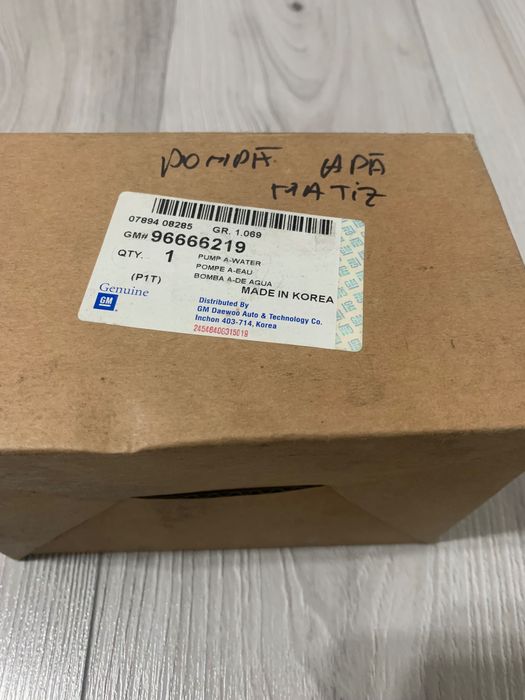 POMPĂ APĂ
MATIZ
07894 08285 GR. 1.069
GM# 96666219
QTY. 1 PUMP A-WATER
POMPE A-EAU
BOMBA A-DE AGUA
(P1T) MADE IN KOREA
Genuine
GM
Distributed By
GM Daewoo Auto & Technology Co.
Inchon 403-714, Korea